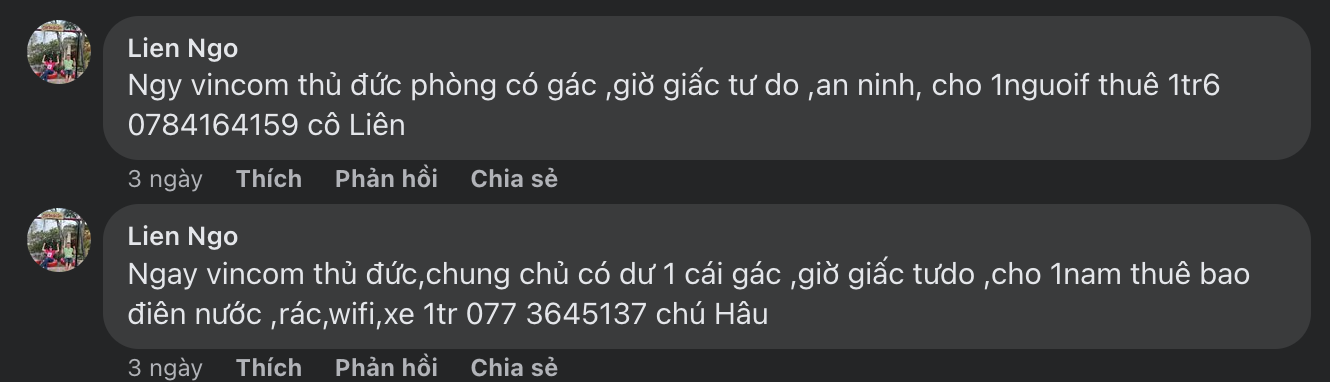 Lien Ngo
Ngy vincom thủ đức phòng có gác ,giờ giấc tư do ,an ninh, cho 1nguoif thuê 1tr6
0784164159 cô Liên
3 ngày Thích Phản hồi Chia sẻ
Lien Ngo
Ngay vincom thủ đức,chung chủ có dư 1 cái gác ,giờ giấc tưdo ,cho 1nam thuê bao
điên nước ,rác,wifi,xe 1tr 077 3645137 chú Hâu
3 ngày Thích Phản hồi Chia sẻ